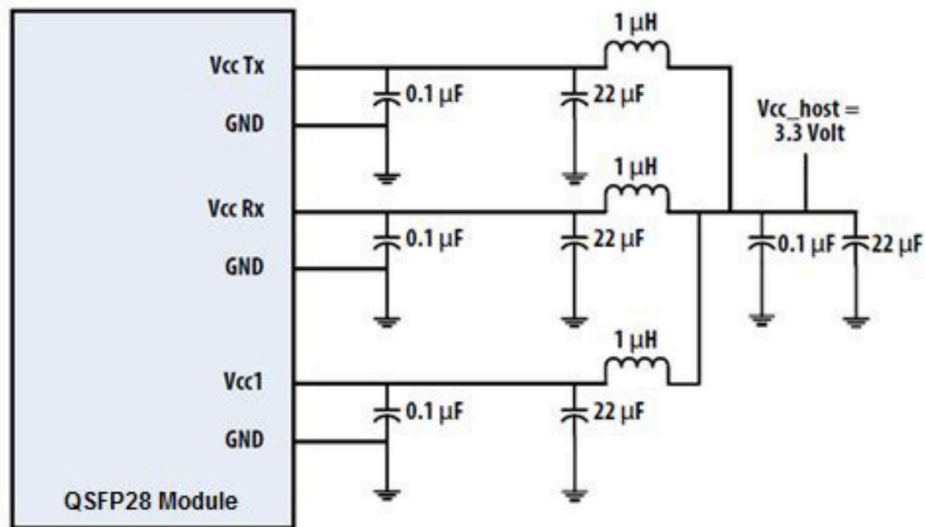 1 µH
Vcc Tx
0.1 µF
22 µF
GND
Vcc_host =
3.3 Volt
1 µH
Vcc Rx
0.1 µF
22 µF
0.1 µF
22 µF
GND
1 µH
Vcc1
0.1 µF
22 µF
GND
QSFP28 Module